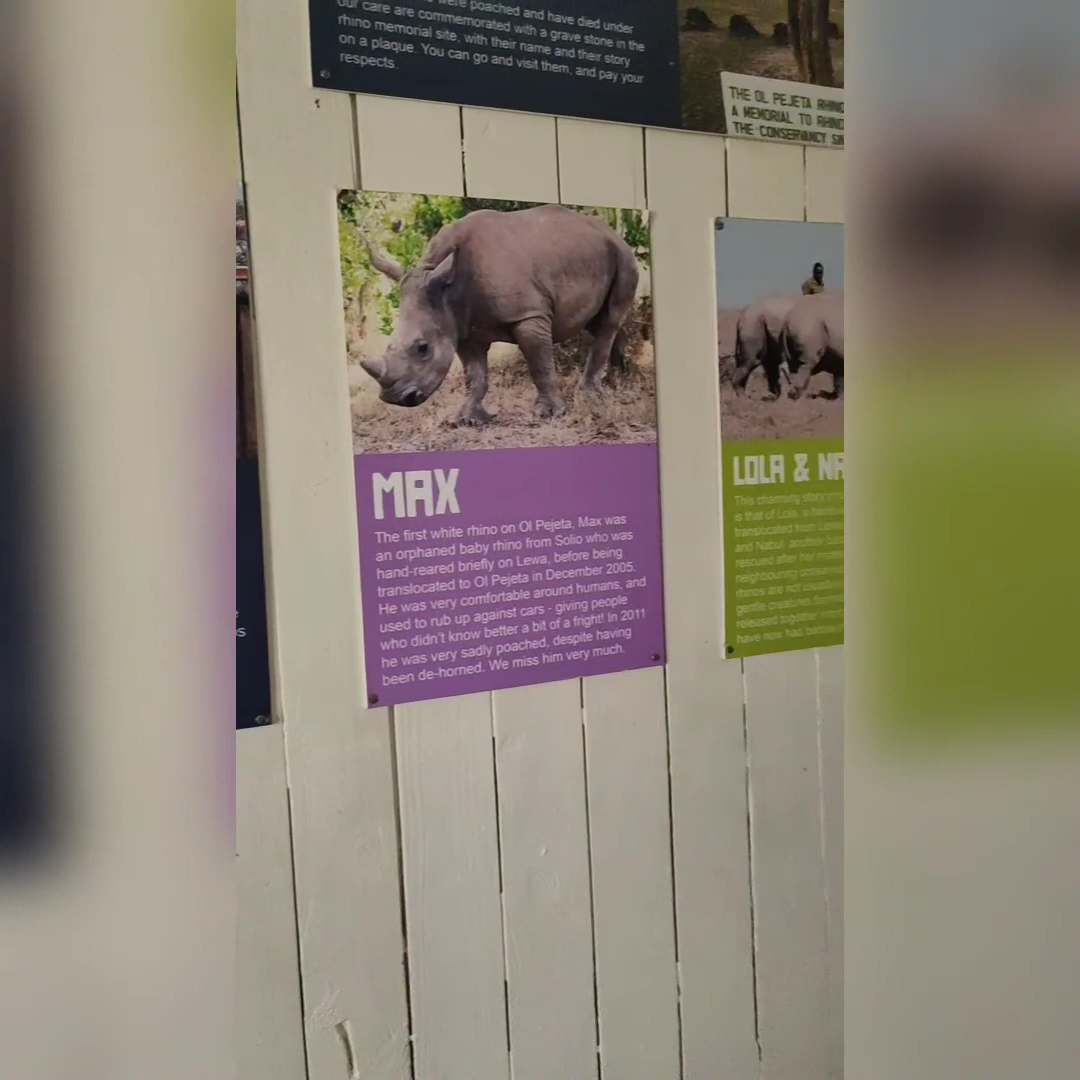 were poached and have died under
our care are commemorated with a grave stone in the
rhino memorial site, with their name and their story
on a plaque. You can go and visit them, and pay your
respects.
THE OL PEJETA RHINO
A MEMORIAL TO RHINO
THE CONSERVANCY
MAX
The first white rhino on Ol Pejeta, Max was
an orphaned baby rhino from Solio who was
hand-reared briefly on Lewa, before being
translocated to Ol Pejeta in December 2005.
He was very comfortable around humans, and
used to rub up against cars - giving people
who didn't know better a bit of a fright! In 2011
he was very sadly poached, despite having
been de-horned. We miss him very much.
LOLA & NA
This charming story
is that of Lola, a
translocated from
and Nabul, another
rescued after her
neighbouring
rhinos are not
gentle creatures
released together
have now had